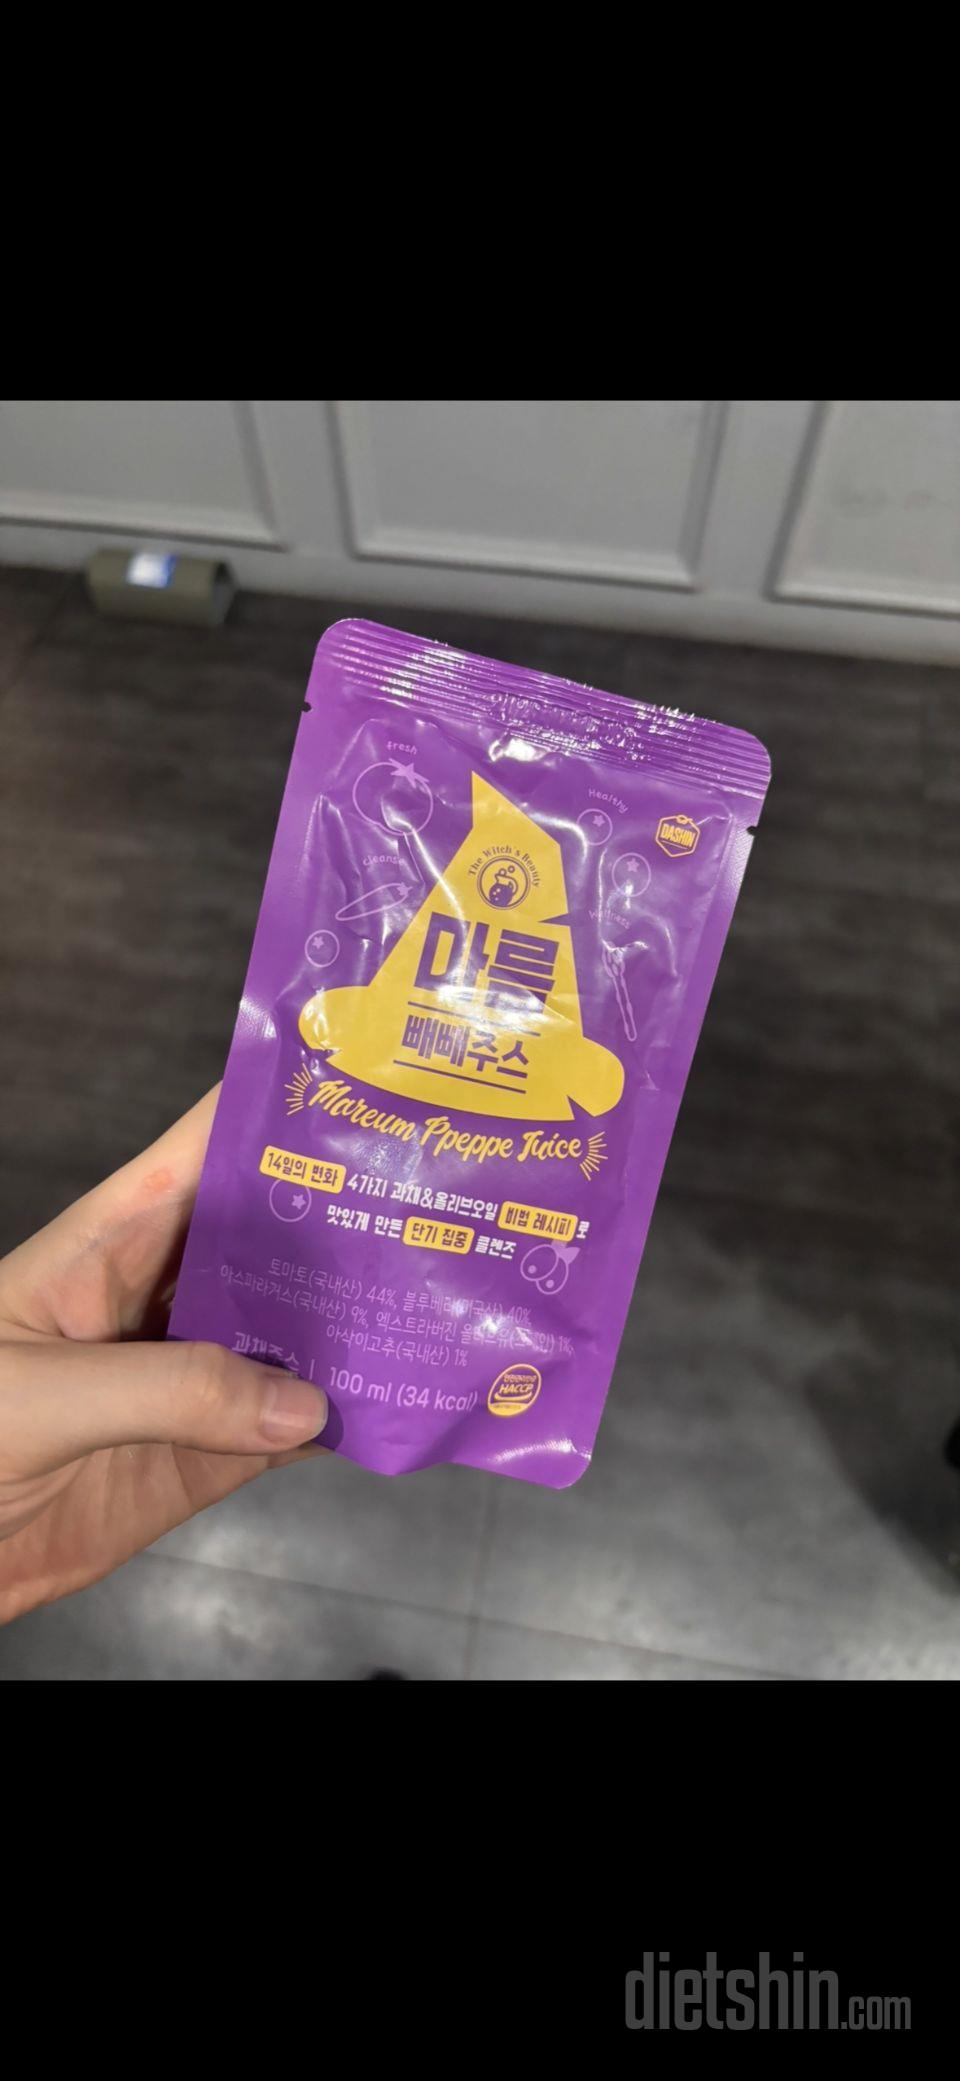 fresh
Healthy
DASHIN
cleanse
The Witch's Beauty
Wellness
마름
빼빼주스
Mareum Ppeppe Juice
14일의 변화 4가지 과채&올리브오일 비법 레시피로
맛있게 만든 단기 집중 클렌즈
토마토(국내산) 44%, 블루베리(미국산) 40%
아스파라거스(국내산) 9%, 엑스트라버진 올리브유(스페인) 1%,
아삭이고추(국내산) 1%
과채주스 | 100 ml (34 kcal)
HACCP
dietshin.com